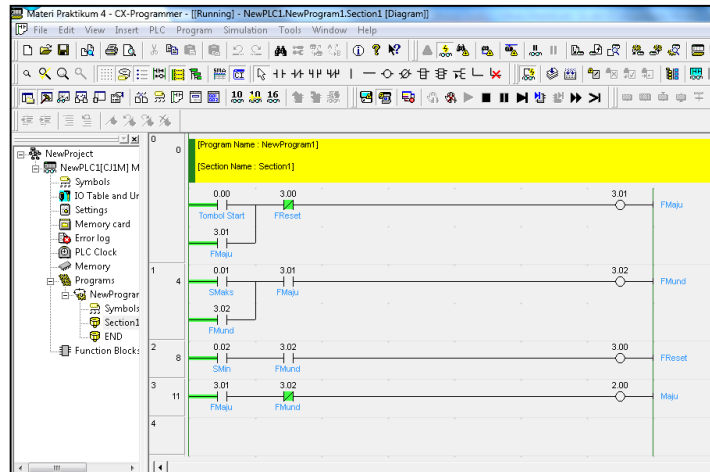 Materi Praktikum 4 - CX-Programmer - [[Running] - NewPLC1.NewProgram1.Section1 [Diagram]]
File Edit View Insert PLC Program Simulation Tools Window Help
10 10 16
NewProject
NewPLC1[CJ1M] M
Symbols
IO Table and Ur
Settings
Memory card
Error log
PLC Clock
Memory
Programs
NewPrograr
Symbols
Section1
END
Function Blocks
0
0
[Program Name : NewProgram1]
[Section Name : Section1]
0.00 3.00 3.01
Tombol Start FReset FMaju
3.01
FMaju
1
4
0.01 3.01 3.02
SMaks FMaju FMund
3.02
FMund
2
8
0.02 3.02 3.00
SMin FMund FReset
3
11
3.01 3.02 2.00
FMaju FMund Maju
4